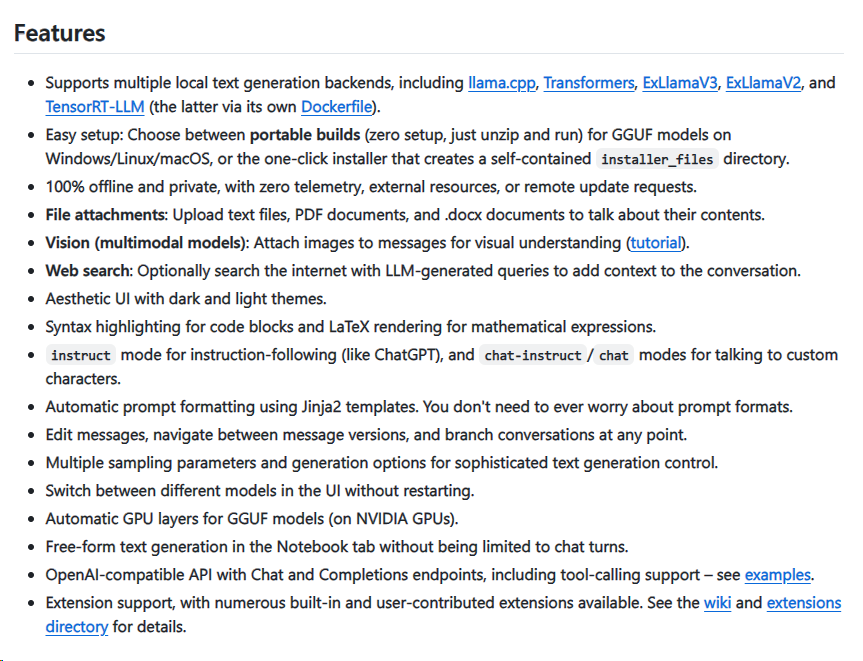 Features
Supports multiple local text generation backends, including llama.cpp, Transformers, ExLlamaV3, ExLlamaV2, and
TensorRT-LLM (the latter via its own Dockerfile).
Easy setup: Choose between portable builds (zero setup, just unzip and run) for GGUF models on
Windows/Linux/macOS, or the one-click installer that creates a self-contained installer_files directory.
100% offline and private, with zero telemetry, external resources, or remote update requests.
File attachments: Upload text files, PDF documents, and .docx documents to talk about their contents.
Vision (multimodal models): Attach images to messages for visual understanding (tutorial).
Web search: Optionally search the internet with LLM-generated queries to add context to the conversation.
Aesthetic UI with dark and light themes.
Syntax highlighting for code blocks and LaTeX rendering for mathematical expressions.
instruct mode for instruction-following (like ChatGPT), and chat-instruct / chat modes for talking to custom
characters.
Automatic prompt formatting using Jinja2 templates. You don't need to ever worry about prompt formats.
Edit messages, navigate between message versions, and branch conversations at any point.
Multiple sampling parameters and generation options for sophisticated text generation control.
Switch between different models in the UI without restarting.
Automatic GPU layers for GGUF models (on NVIDIA GPUs).
Free-form text generation in the Notebook tab without being limited to chat turns.
OpenAI-compatible API with Chat and Completions endpoints, including tool-calling support – see examples.
Extension support, with numerous built-in and user-contributed extensions available. See the wiki and extensions
directory for details.